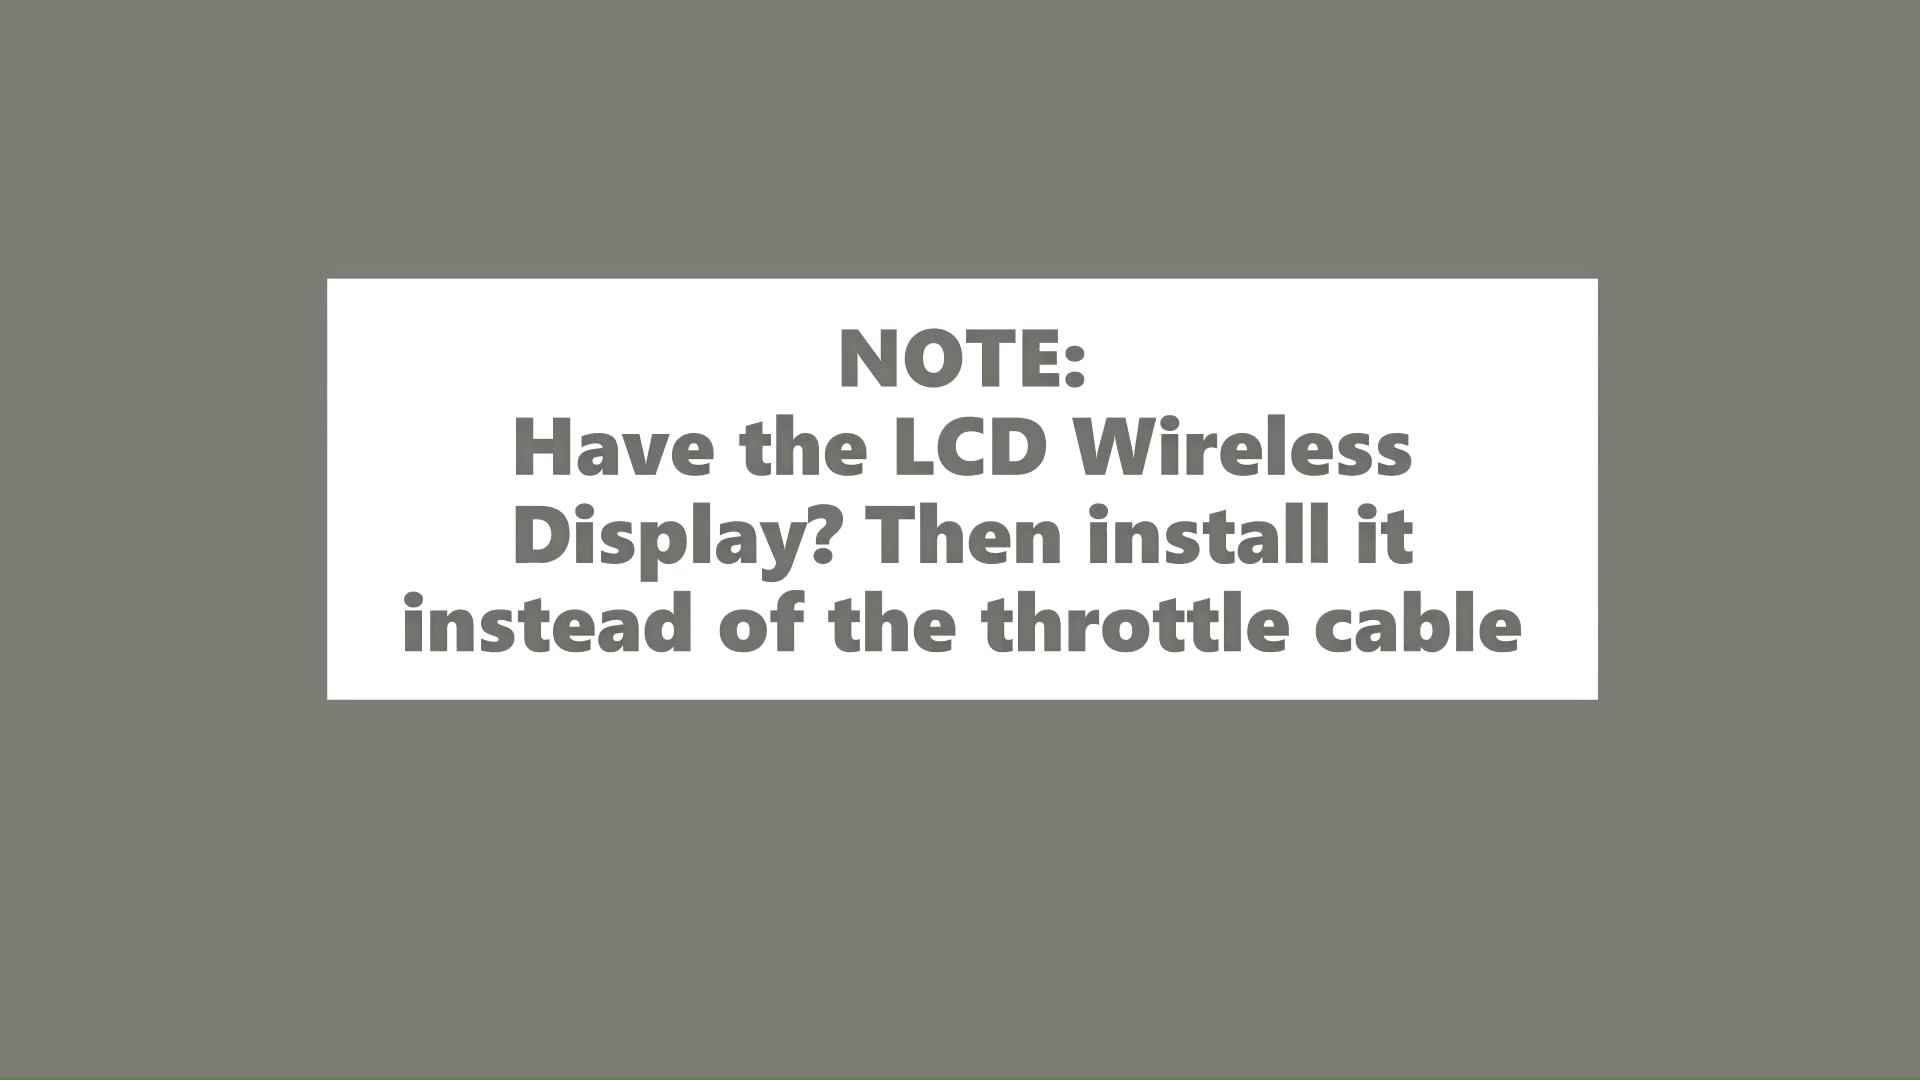 NOTE:
Have the LCD Wireless
Display? Then install it
instead of the throttle cable